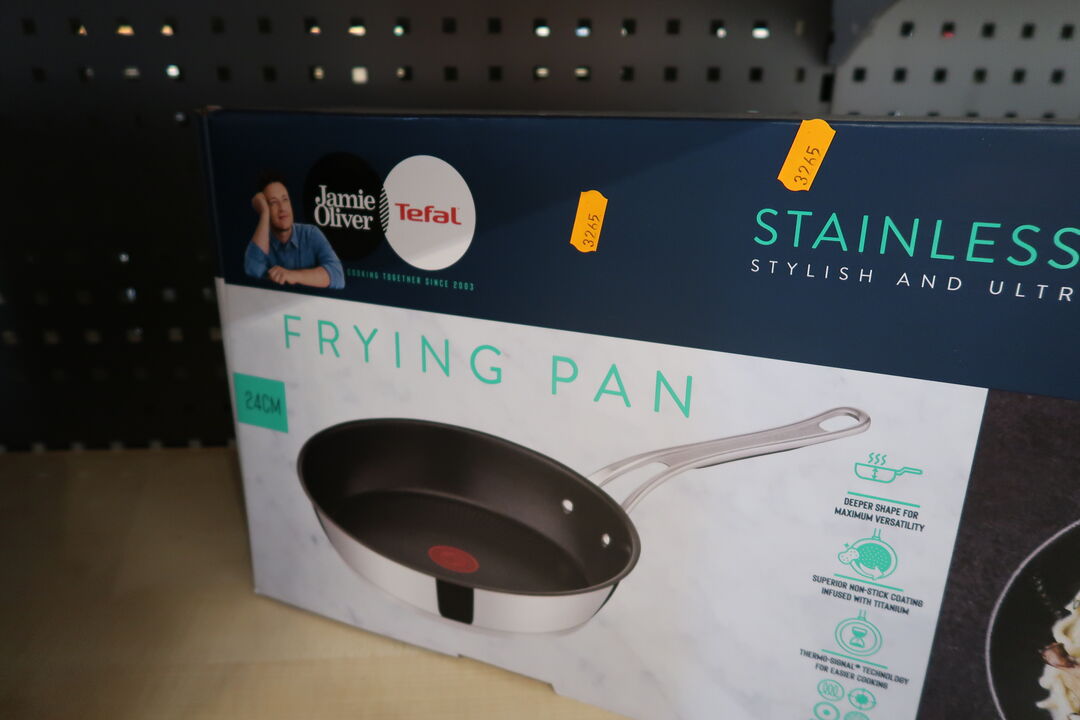 Jamie
Oliver
Tefal
COOKING TOGETHER SINCE 2003
3265
3265
STAINLESS
STYLISH AND ULTR
FRYING PAN
24CM
DEEPER SHAPE FOR
MAXIMUM VERSATILITY
SUPERIOR NON-STICK COATING
INFUSED WITH TITANIUM
THERMO-SIGNAL® TECHNOLOGY
FOR EASIER COOKING